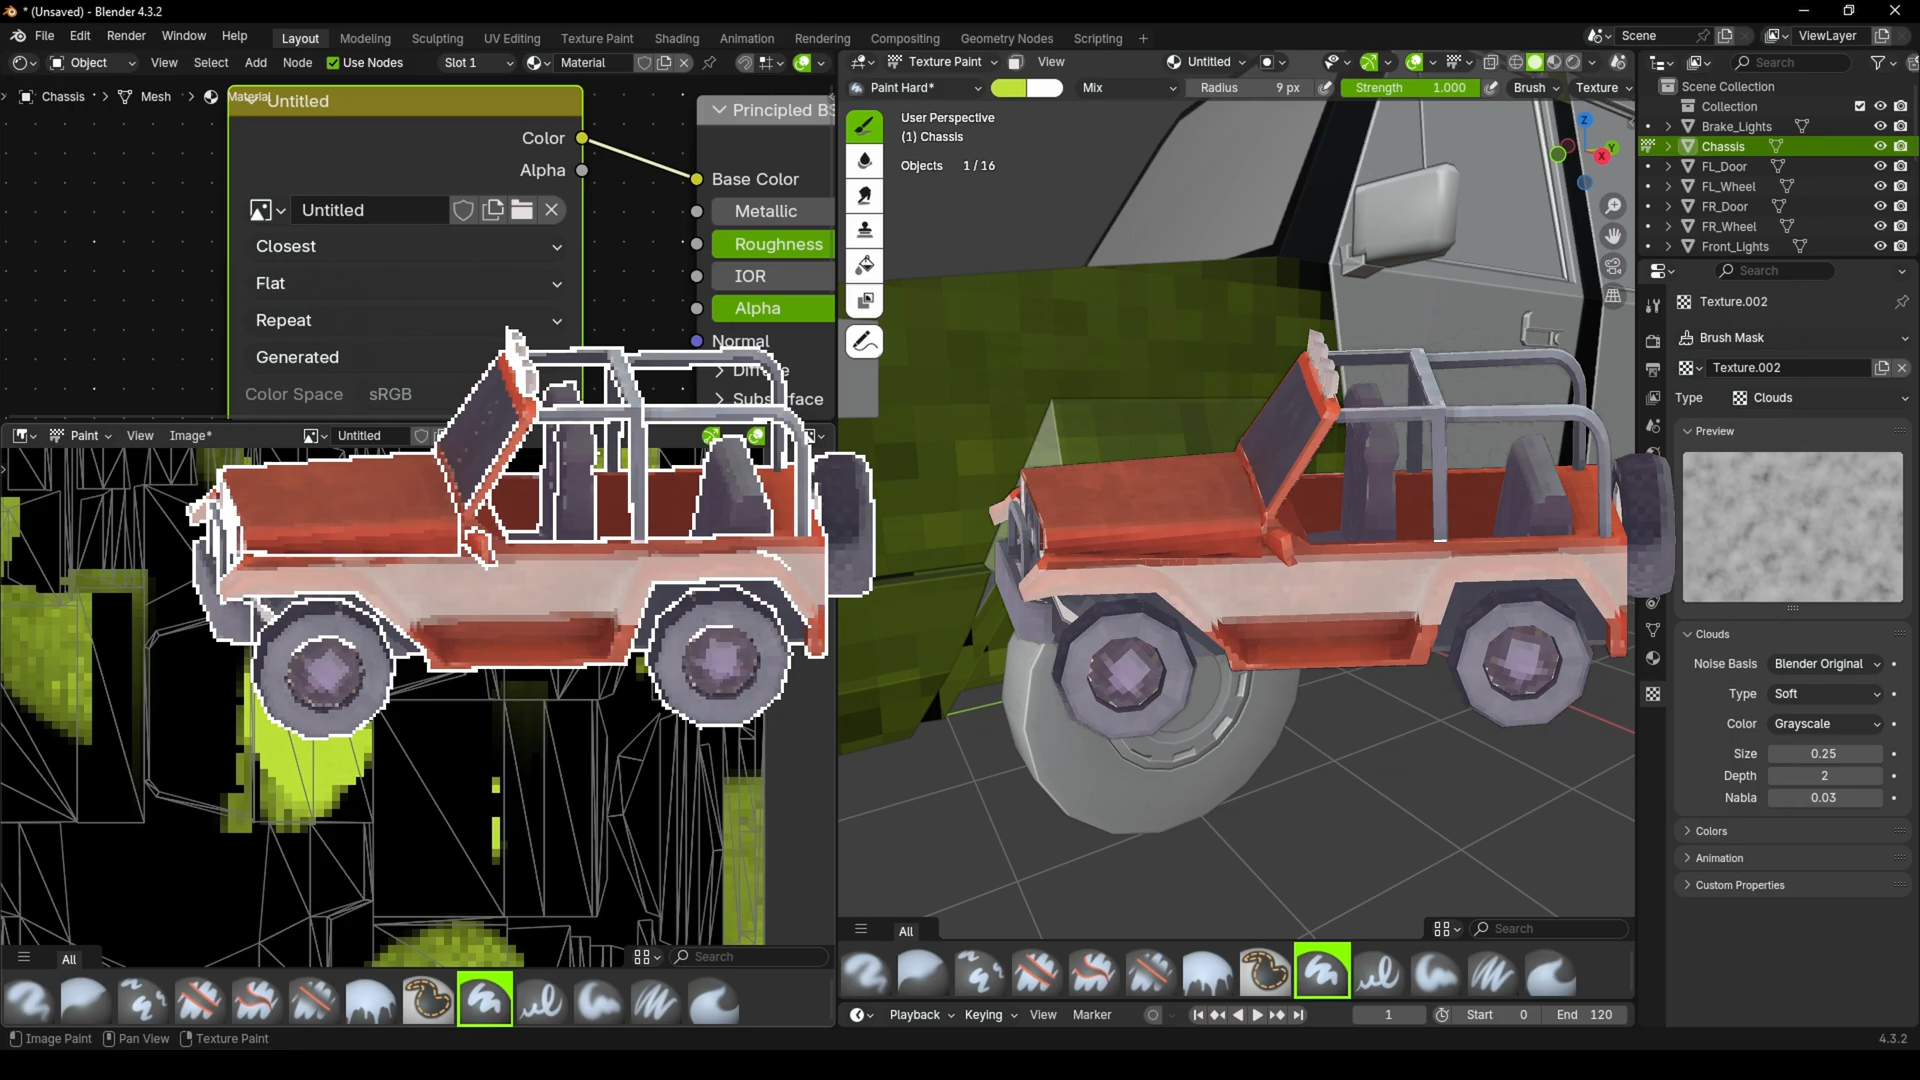 * (Unsaved) - Blender 4.3.2
File Edit Render Window Help
Layout Modeling Sculpting UV Editing Texture Paint Shading Animation Rendering Compositing Geometry Nodes Scripting +
Scene
ViewLayer
Object View Select Add Node Use Nodes Slot 1 Material
Chassis > Mesh > Material
Untitled
Color
Alpha
Untitled
Closest
Flat
Repeat
Generated
Color Space sRGB
Principled BS
Base Color
Metallic
Roughness
IOR
Alpha
Normal
Texture Paint View Untitled
Paint Hard* Mix Radius 9 px Strength 1.000 Brush Texture
User Perspective
(1) Chassis
Objects 1 / 16
Z
Y
X
Search
Scene Collection
Collection
Brake_Lights
Chassis
FL_Door
FL_Wheel
FR_Door
FR_Wheel
Front_Lights
Search
Texture.002
Brush Mask
Texture.002
Type Clouds
Preview
Clouds
Noise Basis Blender Original
Type Soft
Color Grayscale
Size 0.25
Depth 2
Nabla 0.03
Colors
Animation
Custom Properties
Paint View Image* Untitled
All
Search
All
Search
Playback Keying View Marker 1 Start 0 End 120
Image Paint Pan View Texture Paint
4.3.2